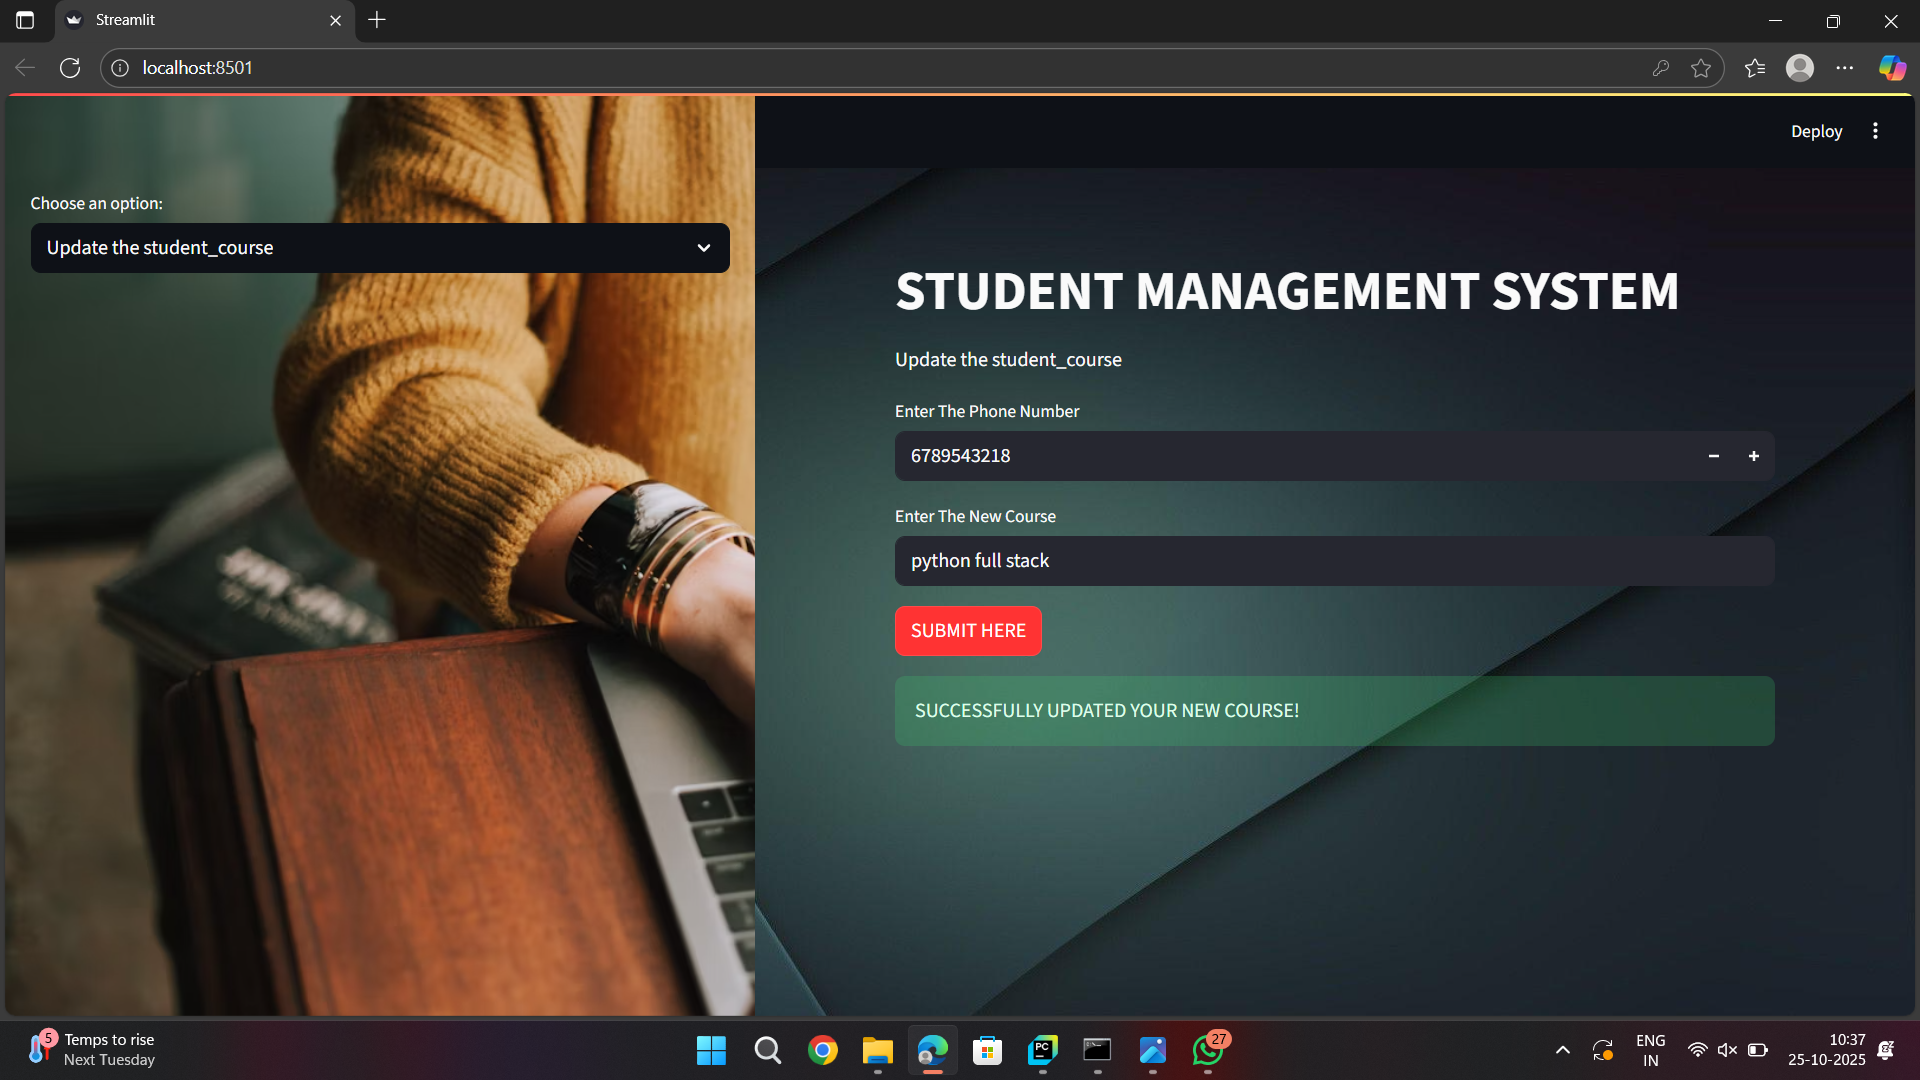 Streamlit
localhost:8501
Deploy
Choose an option:
Update the student_course
STUDENT MANAGEMENT SYSTEM
Update the student_course
Enter The Phone Number
6789543218
Enter The New Course
python full stack
SUBMIT HERE
SUCCESSFULLY UPDATED YOUR NEW COURSE!
5
Temps to rise
Next Tuesday
PC
27
ENG
IN
10:37
25-10-2025